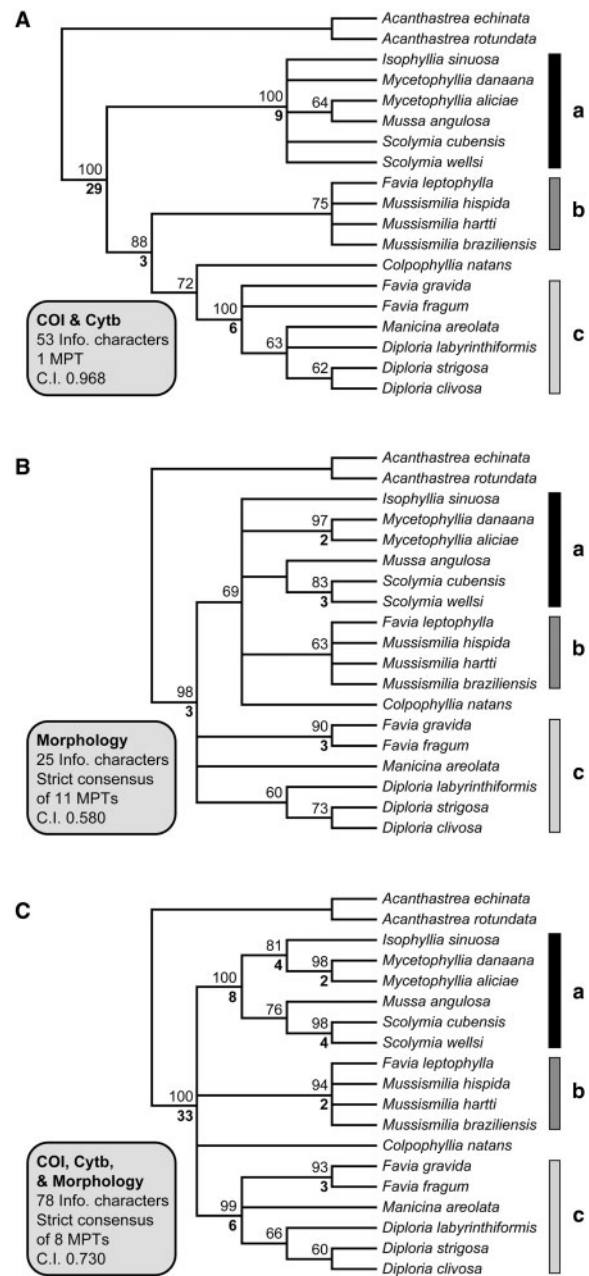 A
Acanthastrea echinata
Acanthastrea rotundata
Isophyllia sinuosa
Mycetophyllia danaana
100
Mycetophyllia aliciae
64
9
Mussa angulosa
a
Scolymia cubensis
Scolymia wellsi
100
29
Favia leptophylla
75
Mussismilia hispida
b
Mussismilia hartti
88
3
Mussismilia braziliensis
72
Colpophyllia natans
Favia gravida
100
6
Favia fragum
Manicina areolata
c
63
Diploria labyrinthiformis
62
Diploria strigosa
Diploria clivosa
COI & Cytb
53 Info. characters
1 MPT
C.I. 0.968
B
Acanthastrea echinata
Acanthastrea rotundata
Isophyllia sinuosa
97
2
Mycetophyllia danaana
Mycetophyllia aliciae
a
Mussa angulosa
83
3
Scolymia cubensis
Scolymia wellsi
69
Favia leptophylla
63
Mussismilia hispida
b
Mussismilia hartti
Mussismilia braziliensis
98
3
Colpophyllia natans
90
3
Favia gravida
Favia fragum
Manicina areolata
c
60
Diploria labyrinthiformis
73
Diploria strigosa
Diploria clivosa
Morphology
25 Info. characters
Strict consensus
of 11 MPTs
C.I. 0.580
C
Acanthastrea echinata
Acanthastrea rotundata
81
4
Isophyllia sinuosa
98
2
Mycetophyllia danaana
Mycetophyllia aliciae
100
8
a
76
Mussa angulosa
98
4
Scolymia cubensis
Scolymia wellsi
Favia leptophylla
94
2
Mussismilia hispida
b
Mussismilia hartti
Mussismilia braziliensis
100
33
Colpophyllia natans
93
3
Favia gravida
Favia fragum
99
6
Manicina areolata
c
66
Diploria labyrinthiformis
60
Diploria strigosa
Diploria clivosa
COI, Cytb,
& Morphology
78 Info. characters
Strict consensus
of 8 MPTs
C.I. 0.730